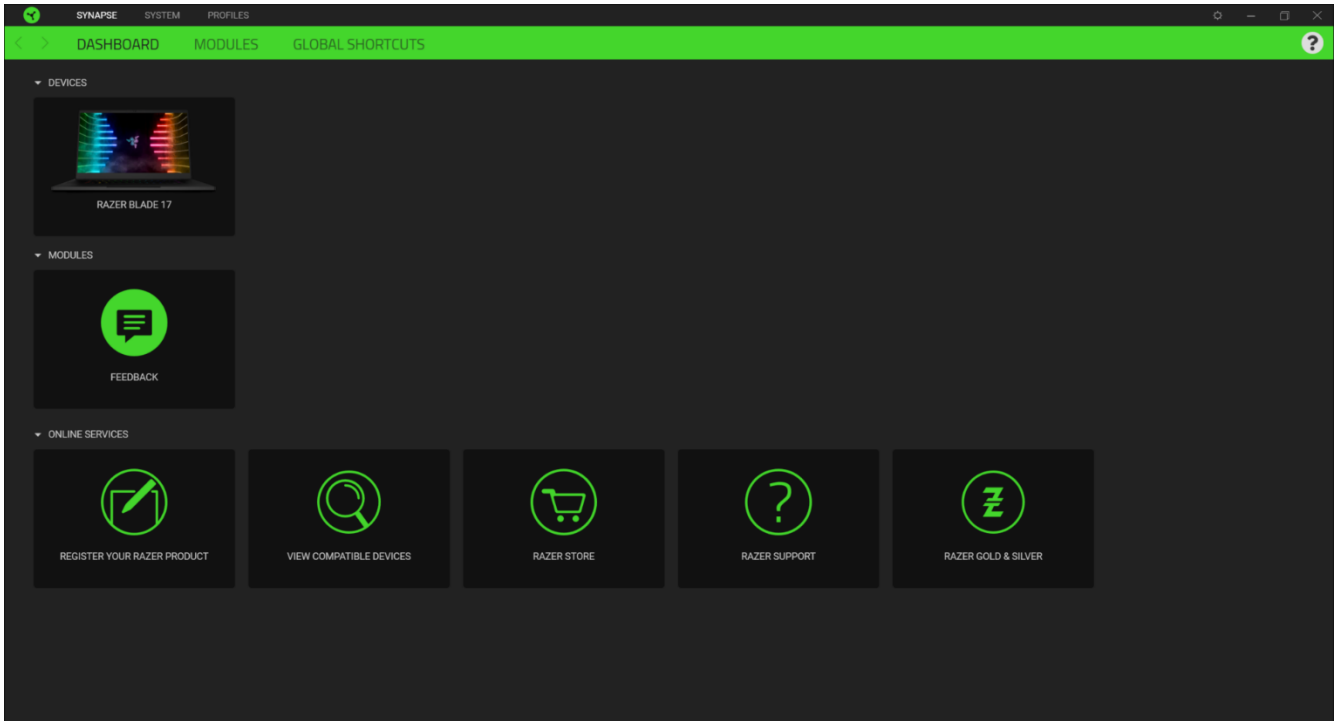 SYNAPSE SYSTEM PROFILES
DASHBOARD MODULES GLOBAL SHORTCUTS ?
DEVICES
RAZER BLADE 17
MODULES
FEEDBACK
ONLINE SERVICES
REGISTER YOUR RAZER PRODUCT
VIEW COMPATIBLE DEVICES
RAZER STORE
RAZER SUPPORT
RAZER GOLD & SILVER